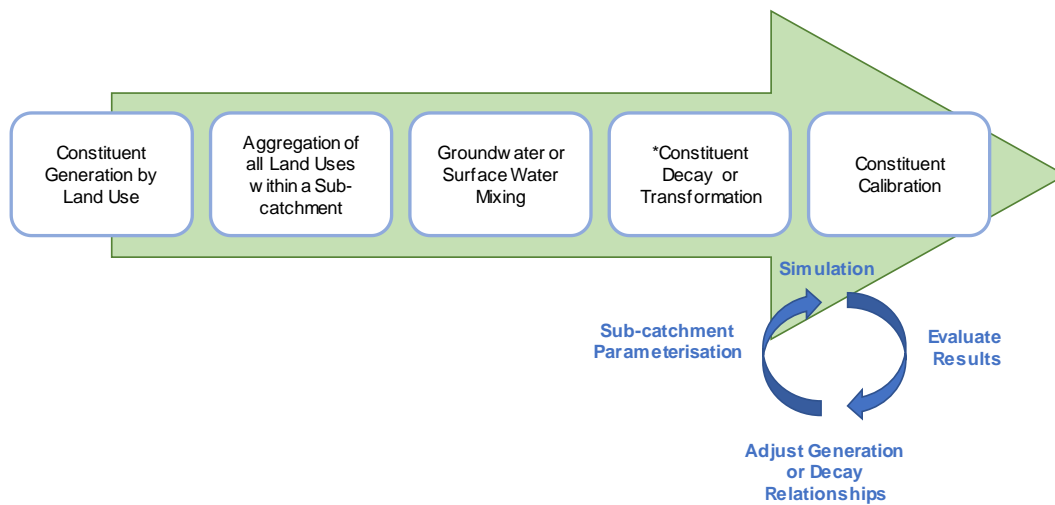 Constituent
Generation by
Land Use
Aggregation of
all Land Uses
within a Sub-
catchment
Groundwater or
Surface Water
Mixing
*Constituent
Decay or
Transformation
Constituent
Calibration
Simulation
Sub-catchment
Parameterisation
Evaluate
Results
Adjust Generation
or Decay
Relationships